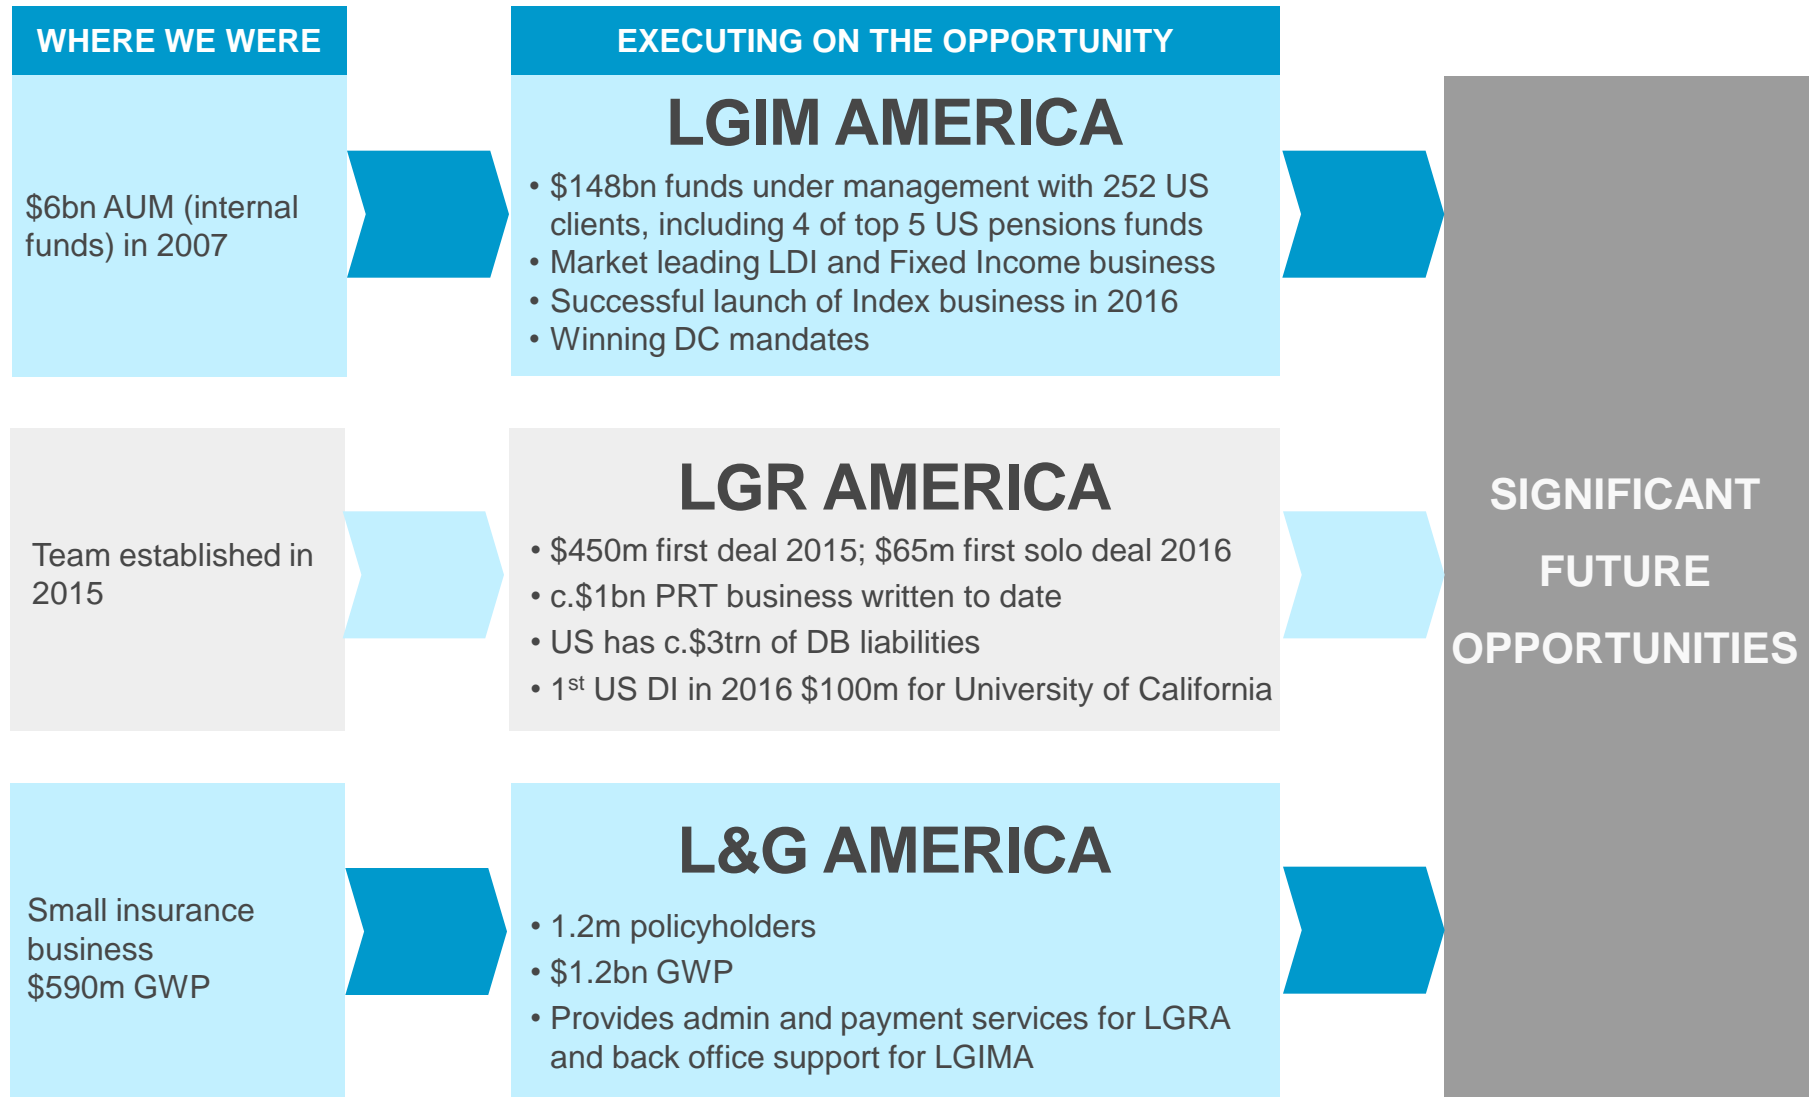 WHERE WE WERE
EXECUTING ON THE OPPORTUNITY
$6bn AUM (internal
funds) in 2007
LGIM AMERICA
• $148bn funds under management with 252 US
clients, including 4 of top 5 US pensions funds
• Market leading LDI and Fixed Income business
• Successful launch of Index business in 2016
• Winning DC mandates
Team established in
2015
LGR AMERICA
• $450m first deal 2015; $65m first solo deal 2016
• c.$1bn PRT business written to date
• US has c.$3trn of DB liabilities
• 1st US DI in 2016 $100m for University of California
Small insurance
business
$590m GWP
L&G AMERICA
• 1.2m policyholders
• $1.2bn GWP
• Provides admin and payment services for LGRA
and back office support for LGIMA
SIGNIFICANT
FUTURE
OPPORTUNITIES